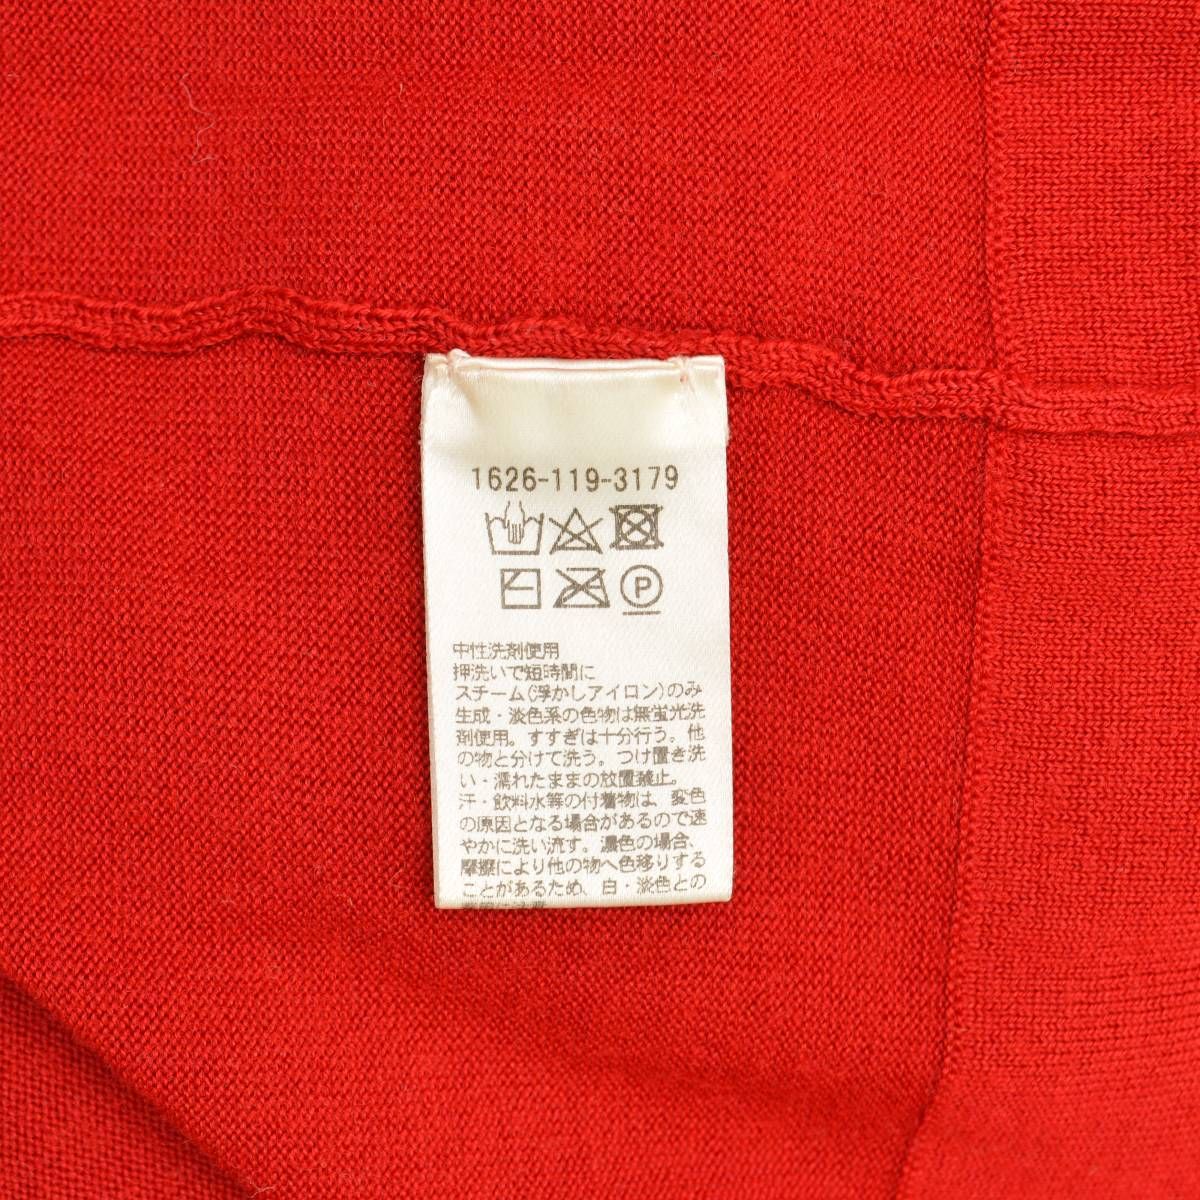 1626-119-3179
P
中性洗剤使用
押洗いで短時間に
スチーム(浮かしアイロン)のみ
生成・淡色系の色物は無蛍光洗
剤使用。すすぎは十分行う。他
の物と分けて洗う。つけ置き洗
い・濡れたままの放置禁止。
汗・飲料水等の付着物は、変色
の原因となる場合があるので速
やかに洗い流す。濃色の場合、
摩擦により他の物へ色移りする
ことがあるため、白・淡色との